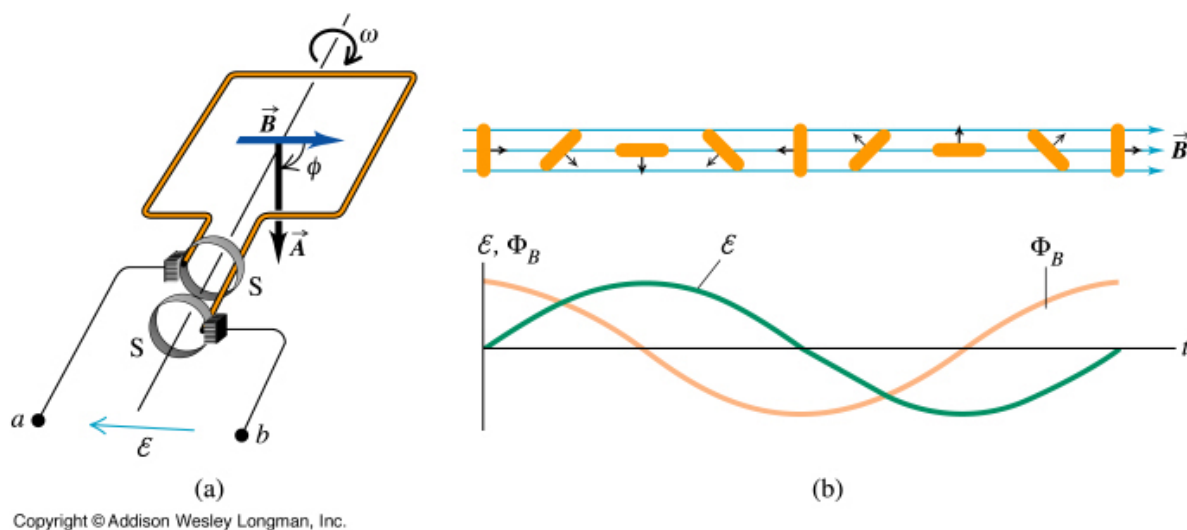 ω
B⃗
ϕ
A⃗
S
S
a
b
ℰ
(a)
B⃗
ℰ, Φ_B
ℰ
Φ_B
t
(b)
Copyright © Addison Wesley Longman, Inc.